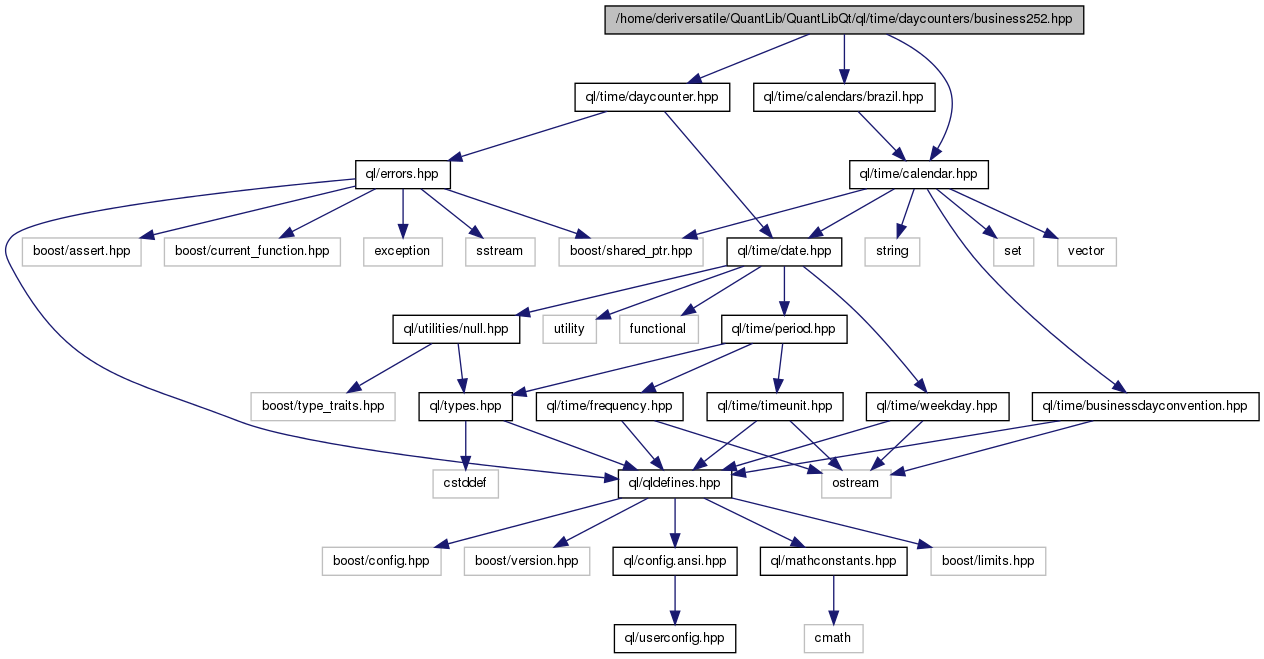 /home/deriversatile/QuantLib/QuantLibQt/ql/time/daycounters/business252.hpp
ql/time/daycounter.hpp
ql/time/calendars/brazil.hpp
ql/errors.hpp
ql/time/calendar.hpp
boost/assert.hpp
boost/current_function.hpp
exception
sstream
boost/shared_ptr.hpp
ql/time/date.hpp
string
set
vector
ql/utilities/null.hpp
utility
functional
ql/time/period.hpp
boost/type_traits.hpp
ql/types.hpp
ql/time/frequency.hpp
ql/time/timeunit.hpp
ql/time/weekday.hpp
ql/time/businessdayconvention.hpp
cstddef
ql/qldefines.hpp
ostream
boost/config.hpp
boost/version.hpp
ql/config.ansi.hpp
ql/mathconstants.hpp
boost/limits.hpp
ql/userconfig.hpp
cmath